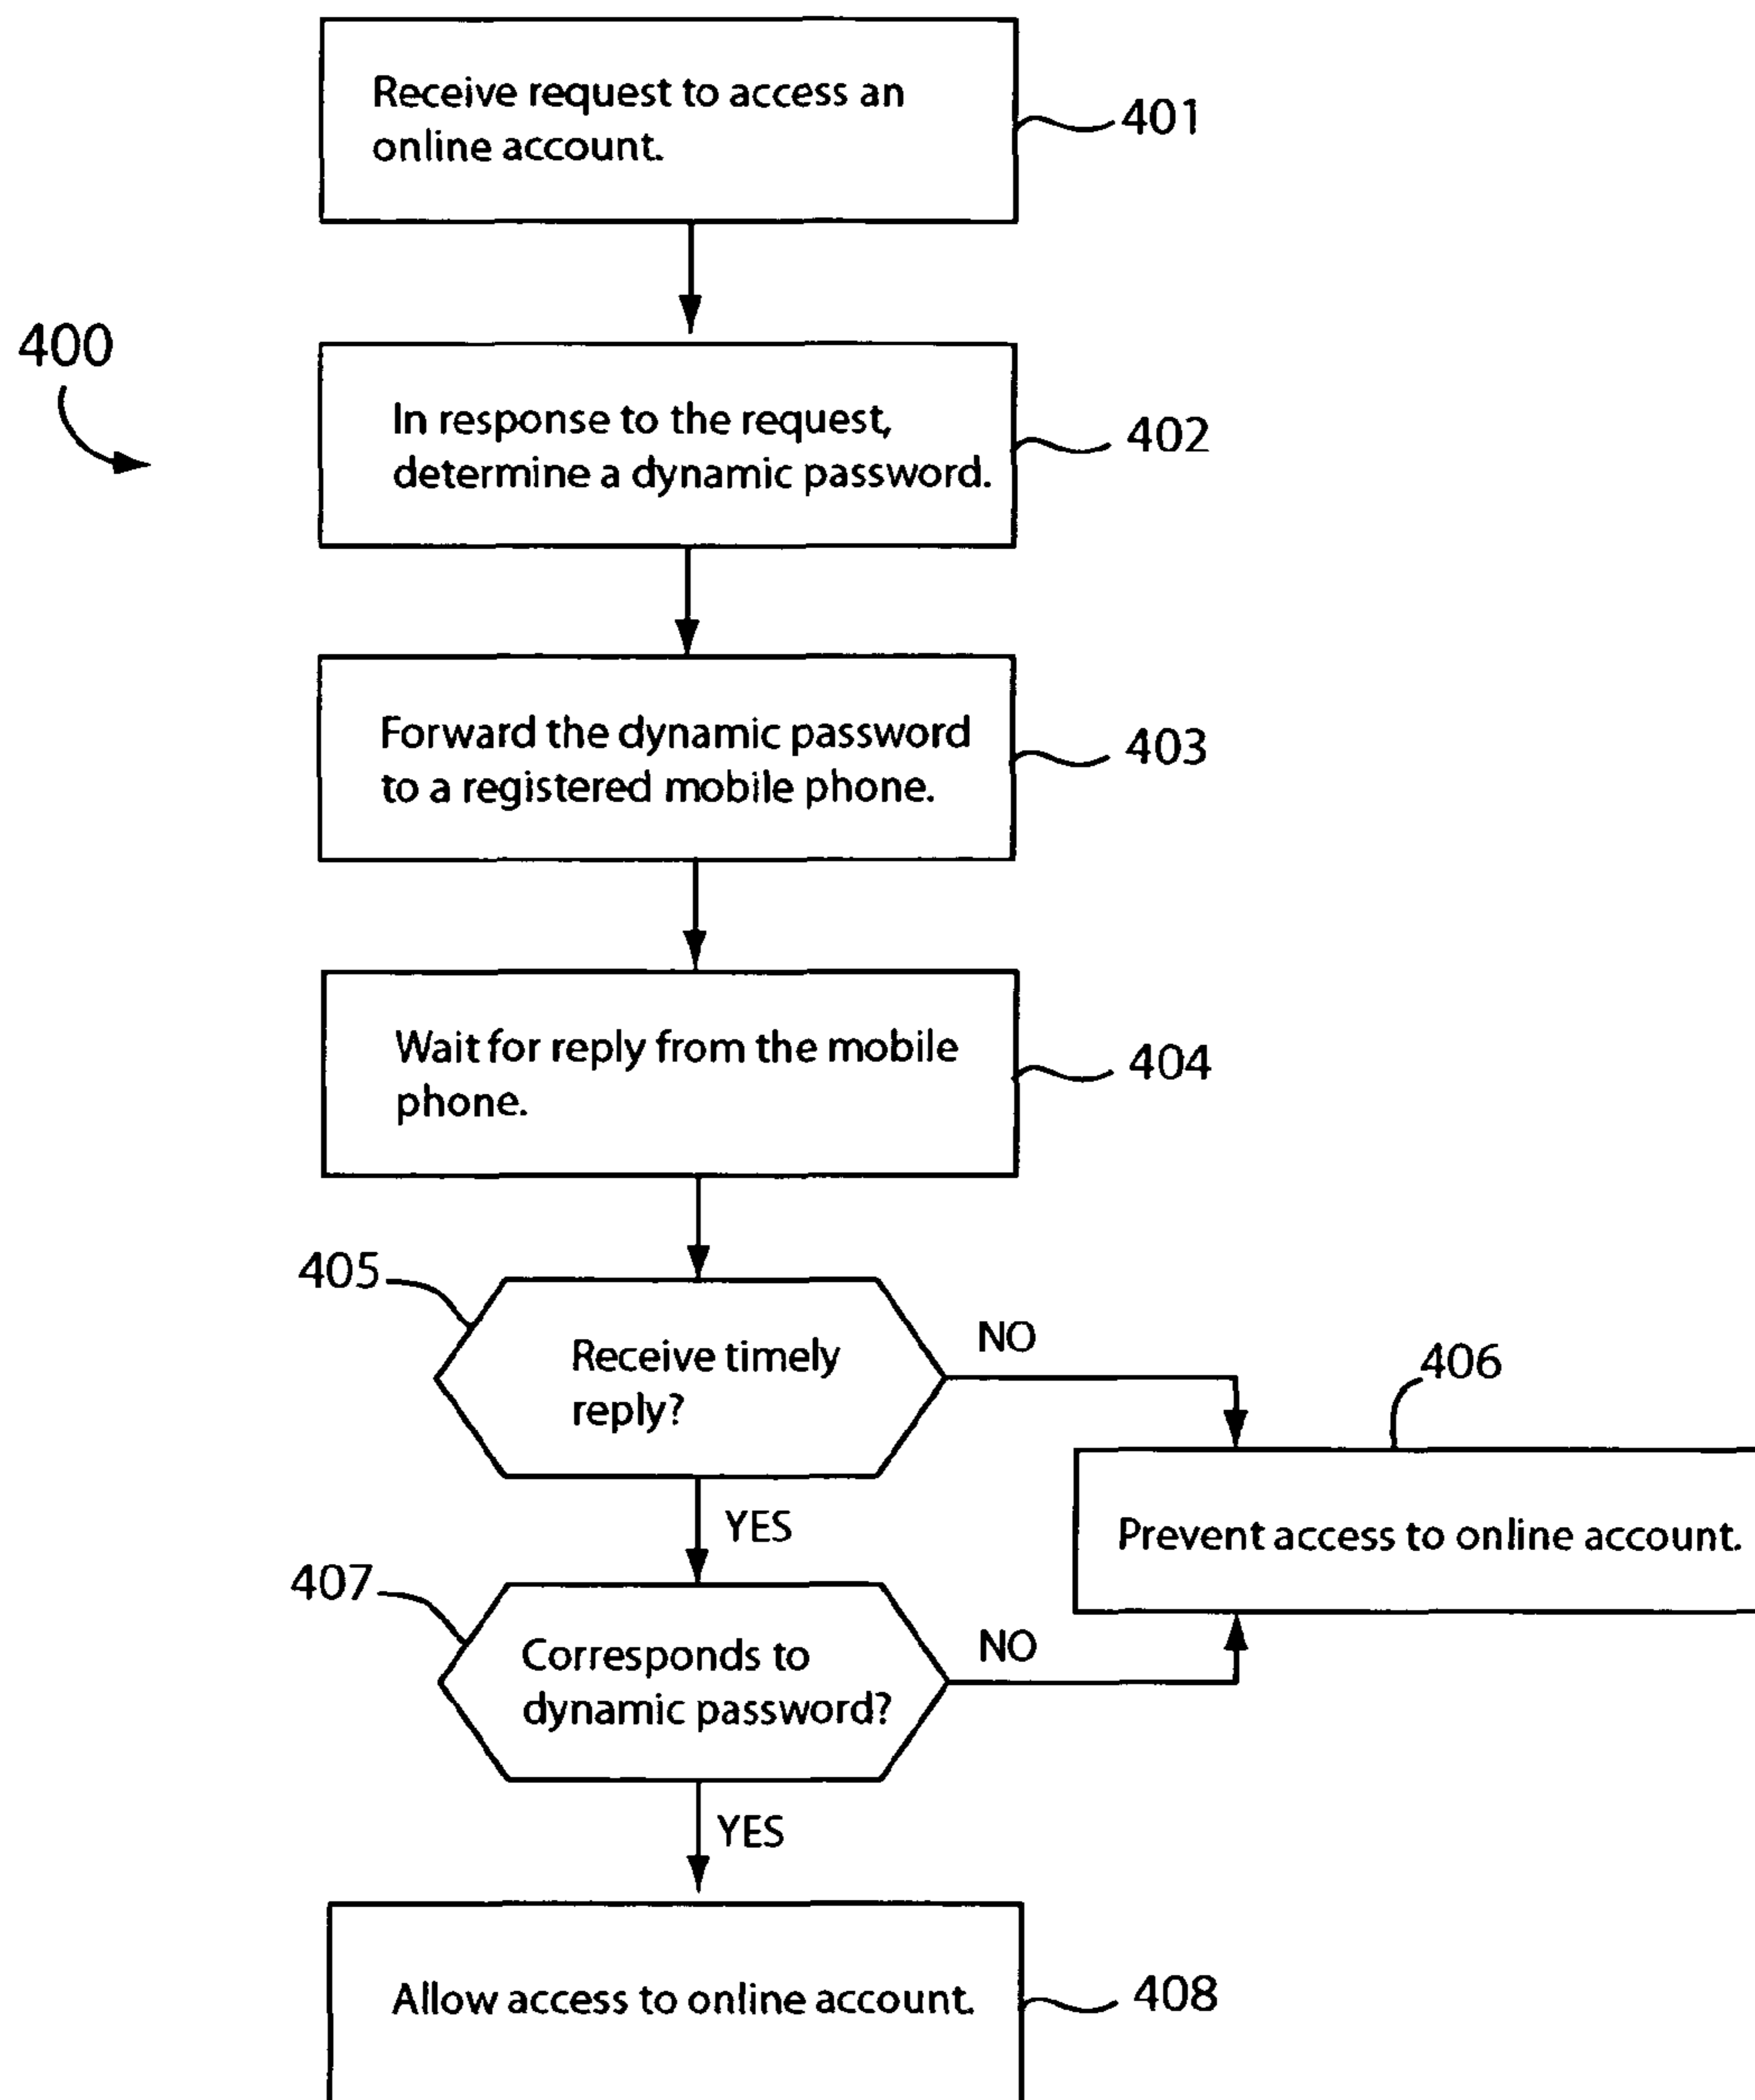 Receive request to access an
online account.
401
400
In response to the request,
determine a dynamic password.
402
Forward the dynamic password
to a registered mobile phone.
403
Wait for reply from the mobile
phone.
404
405
Receive timely
reply?
NO
406
YES
Prevent access to online account.
407
Corresponds to
dynamic password?
NO
YES
Allow access to online account.
408